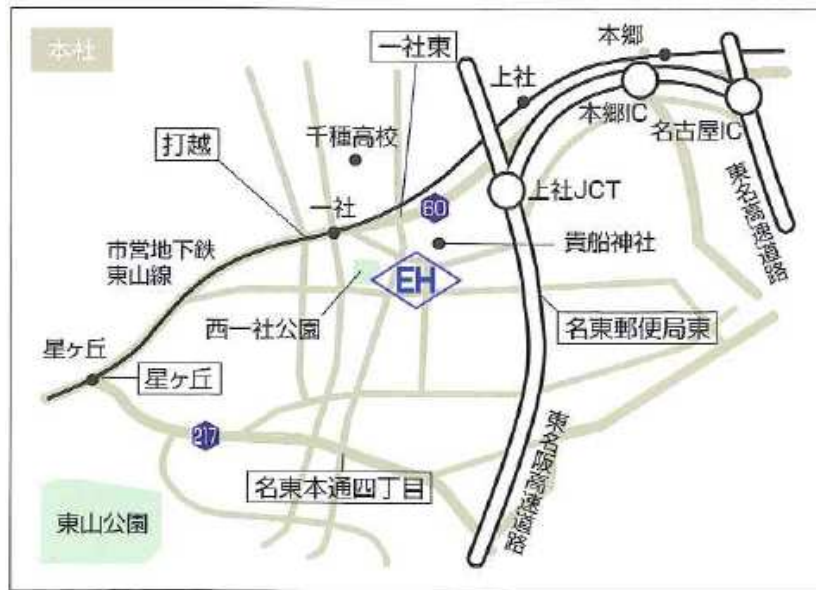 本社
一社東
本郷
上社
千種高校
打越
本郷IC
名古屋IC
一社
60
上社JCT
東名高速道路
市営地下鉄
東山線
貴船神社
EH
西一社公園
名東郵便局東
星ヶ丘
星ヶ丘
217
東名阪高速道路
名東本通四丁目
東山公園